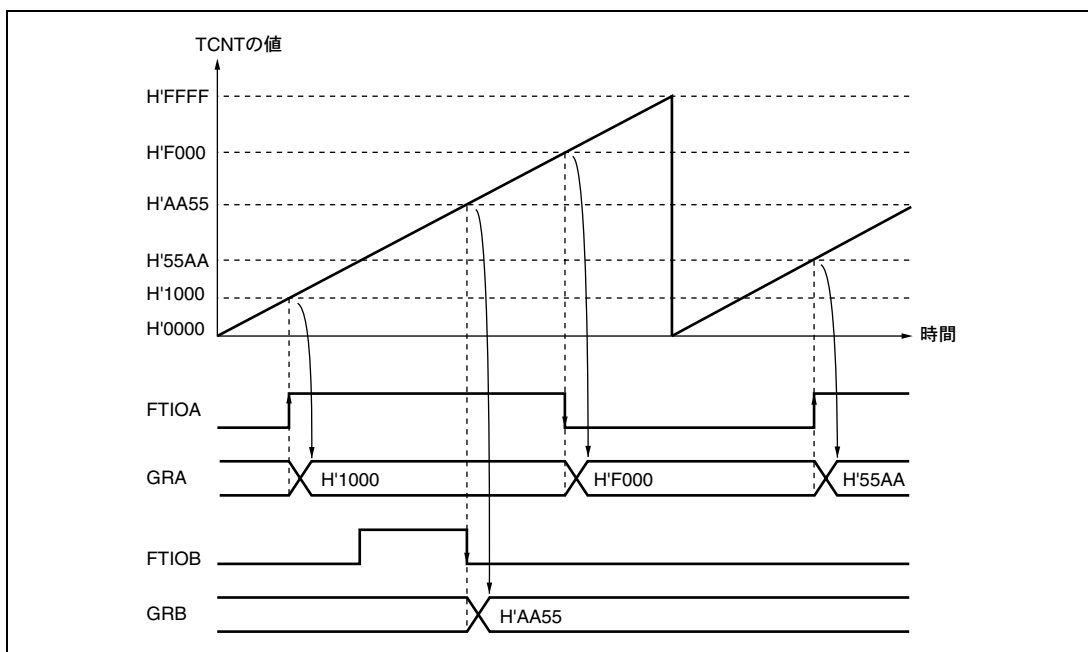 TCNTの値
H'FFFF
H'F000
H'AA55
H'55AA
H'1000
H'0000
時間
FTIOA
GRA
H'1000
H'F000
H'55AA
FTIOB
GRB
H'AA55